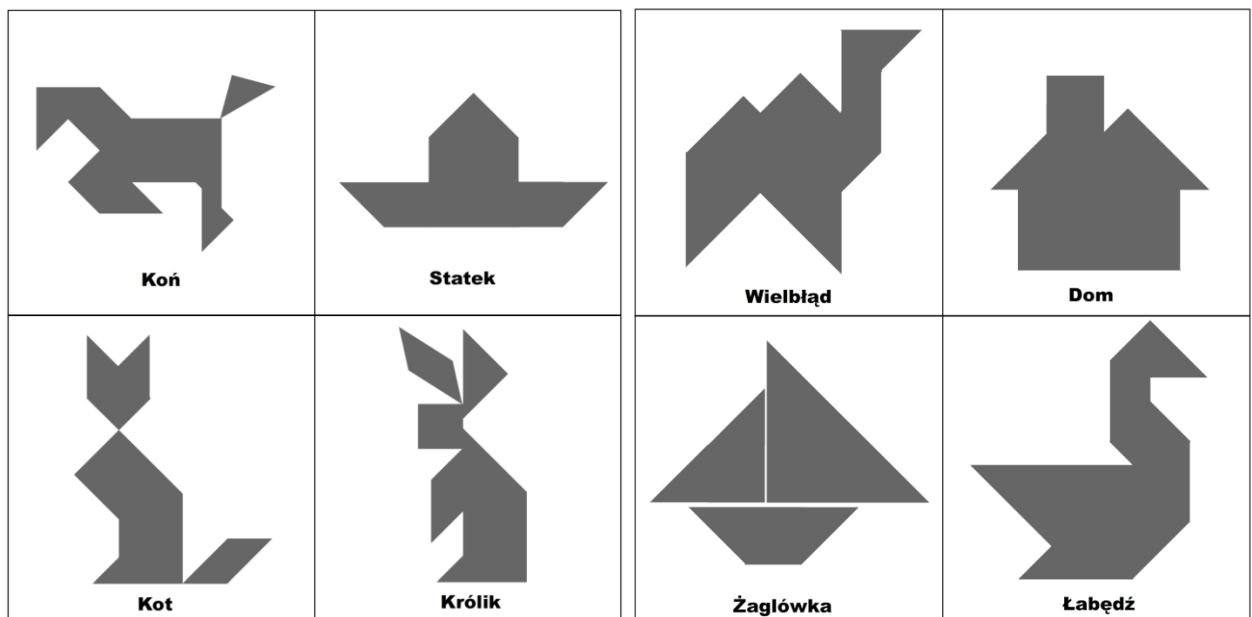 Koń
Statek
Wielbłąd
Dom
Kot
Królik
Żaglówka
Łabędź